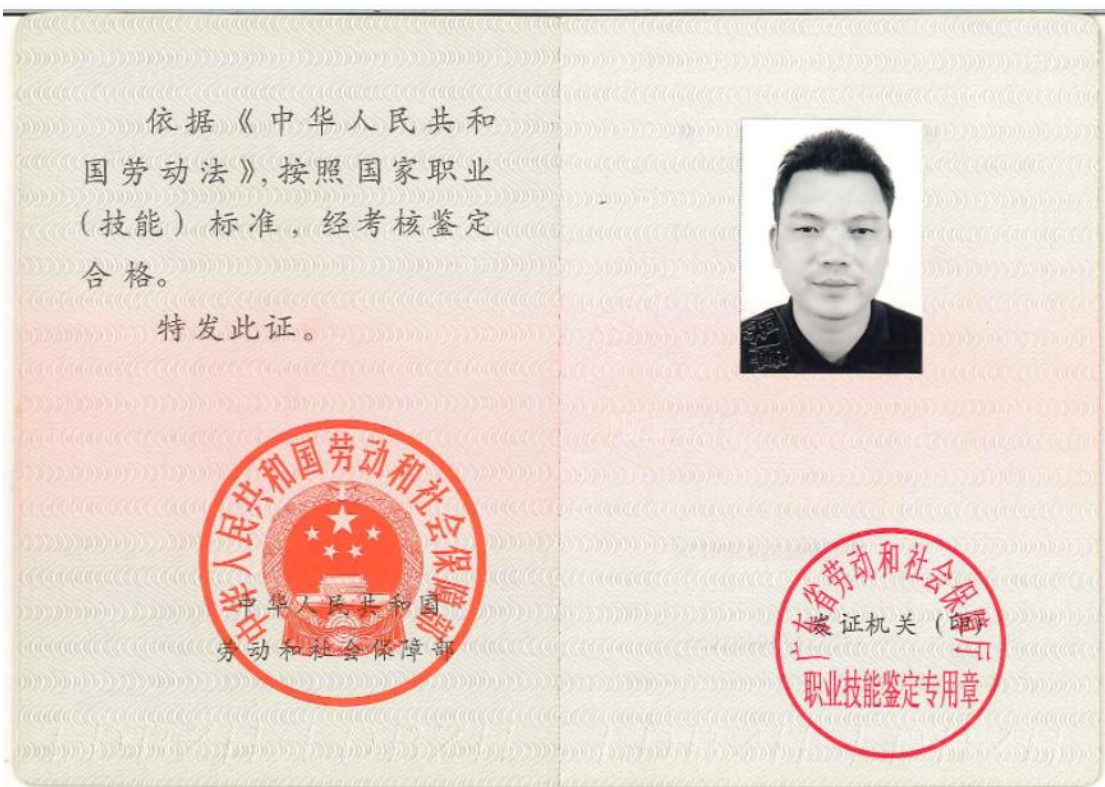 依据《中华人民共和
国劳动法》,按照国家职业
(技能)标准,经考核鉴定
合格。
特发此证。
中华人民共和国劳动和社会保障部
中华人民共和国
劳动和社会保障部
广东省劳动和社会保障厅
发证机关(印)
职业技能鉴定专用章